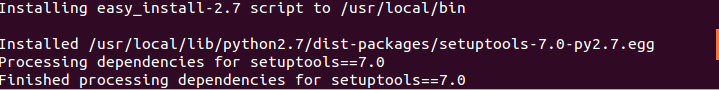 Installing easy_install-2.7 script to /usr/local/bin
Installed /usr/local/lib/python2.7/dist-packages/setuptools-7.0-py2.7.egg
Processing dependencies for setuptools==7.0
Finished processing dependencies for setuptools==7.0